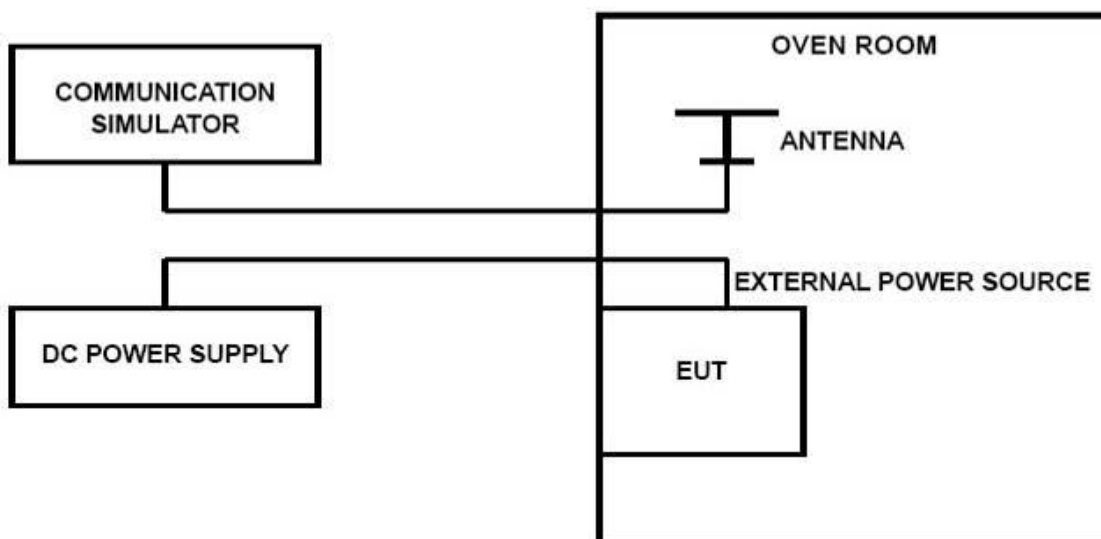 OVEN ROOM
COMMUNICATION
SIMULATOR
ANTENNA
EXTERNAL POWER SOURCE
DC POWER SUPPLY
EUT